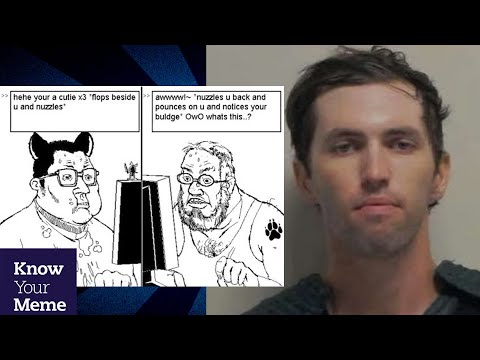 >> hehe your a cutie x3 *flops beside
u and nuzzles*
>> awwww!~ *nuzzles u back and
pounces on u and notices your
buldge* OwO whats this..?
Know
Your
Meme